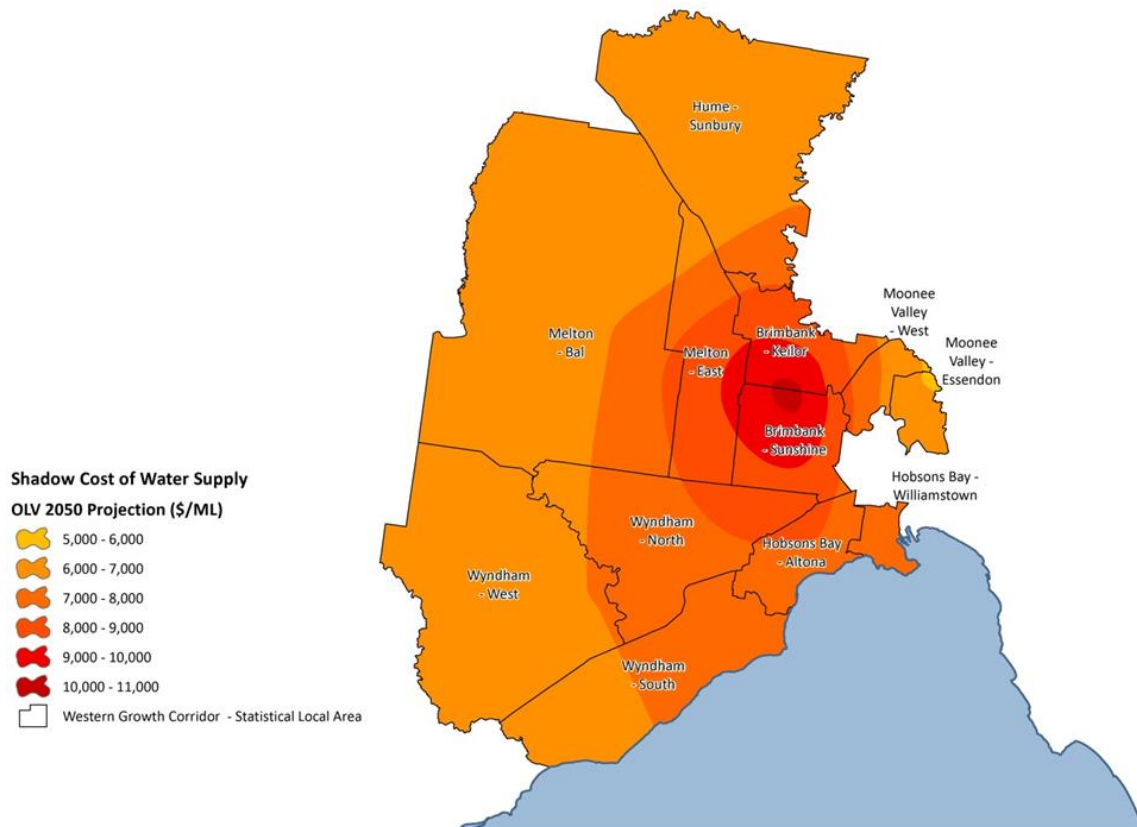 Hume -
Sunbury
Moonee
Valley
- West
Moonee
Valley -
Essendon
Melton
- Bal
Melton
- East
Brimbank
- Keilor
Brimbank
- Sunshine
Hobsons Bay -
Williamstown
Wyndham
- North
Hobsons Bay
- Altona
Wyndham
- West
Wyndham
- South
Shadow Cost of Water Supply
OLV 2050 Projection ($/ML)
5,000 - 6,000
6,000 - 7,000
7,000 - 8,000
8,000 - 9,000
9,000 - 10,000
10,000 - 11,000
Western Growth Corridor - Statistical Local Area